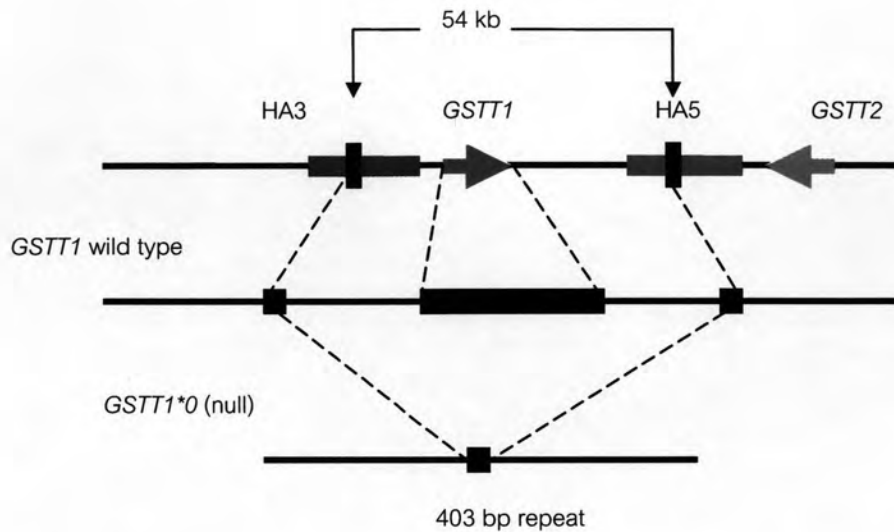 54 kb
HA3
GSTT1
HA5
GSTT2
GSTT1 wild type
GSTT1*0 (null)
403 bp repeat